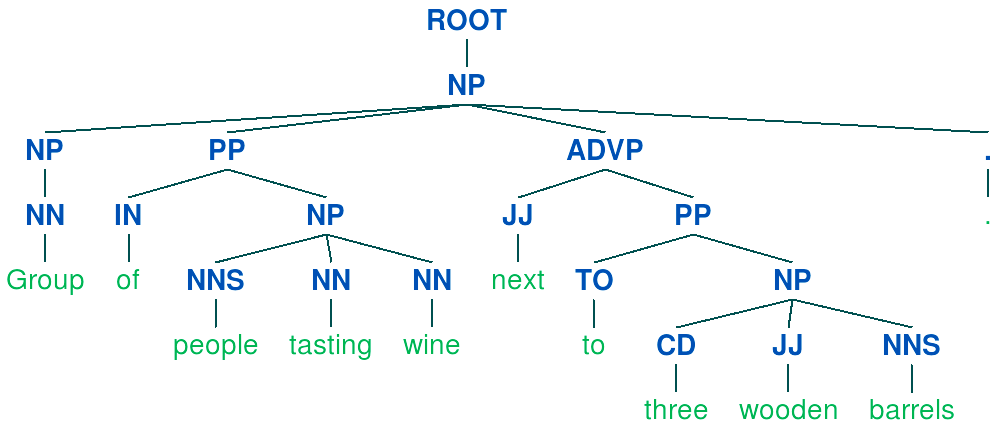 ROOT
NP
NP PP ADVP .
NN IN NP JJ PP .
Group of NNS NN NN next TO NP
people tasting wine to CD JJ NNS
three wooden barrels